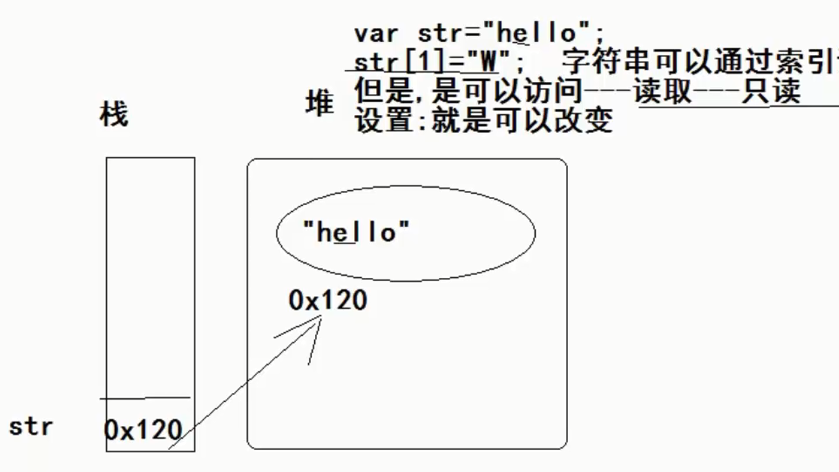 var str="hello";
str[1]="W";  字符串可以通过索引
但是,是可以访问---读取---只读
设置:就是可以改变
栈
堆
"hello"
0x120
str
0x120